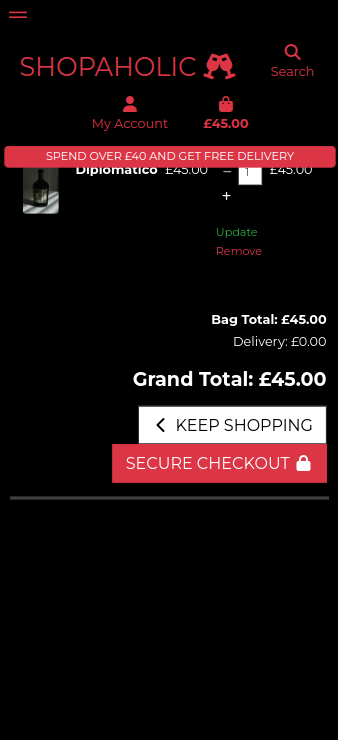 SHOPAHOLIC
Search
My Account
£45.00
SPEND OVER £40 AND GET FREE DELIVERY
Diplomatico £45.00 − 1 £45.00
+
Update
Remove
Bag Total: £45.00
Delivery: £0.00
Grand Total: £45.00
KEEP SHOPPING
SECURE CHECKOUT